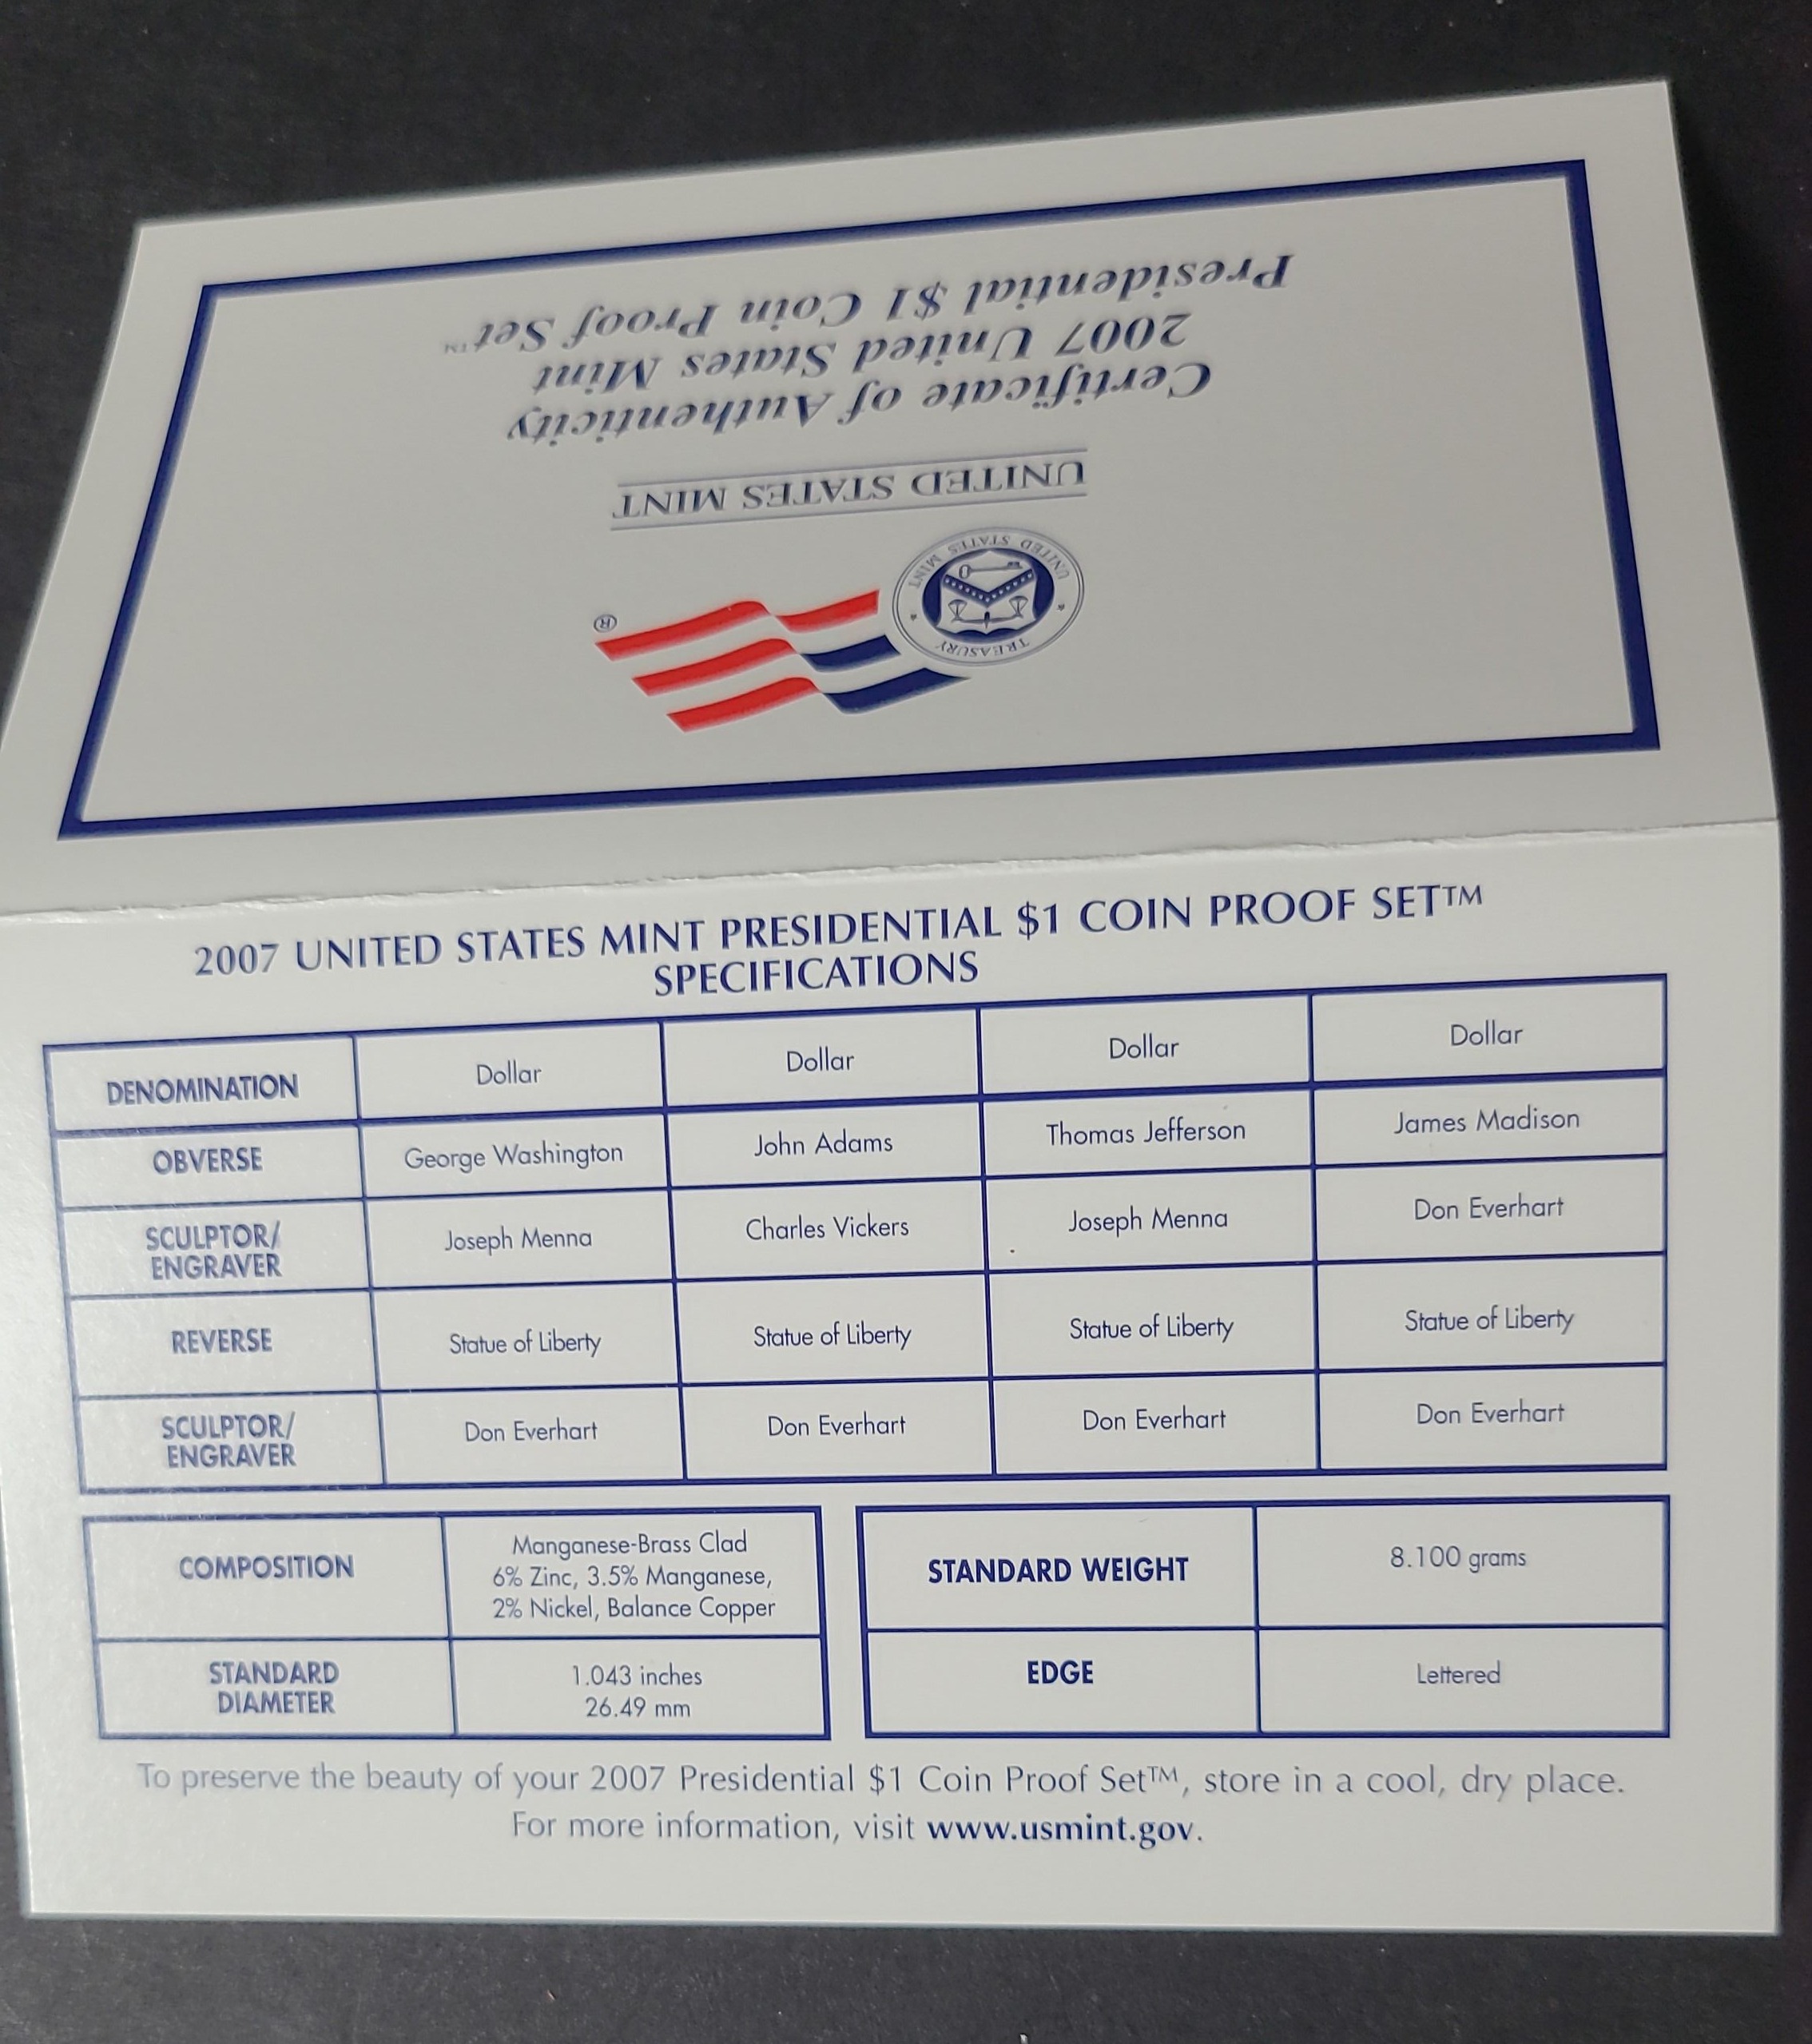 Certificate of Authenticity
2007 United States Mint
Presidential $1 Coin Proof Set™
UNITED STATES MINT
TREASURY
UNITED STATES MINT
®
2007 UNITED STATES MINT PRESIDENTIAL $1 COIN PROOF SET™
SPECIFICATIONS
DENOMINATION Dollar Dollar Dollar Dollar
OBVERSE George Washington John Adams Thomas Jefferson James Madison
SCULPTOR/
ENGRAVER Joseph Menna Charles Vickers Joseph Menna Don Everhart
REVERSE Statue of Liberty Statue of Liberty Statue of Liberty Statue of Liberty
SCULPTOR/
ENGRAVER Don Everhart Don Everhart Don Everhart Don Everhart
COMPOSITION
Manganese-Brass Clad
6% Zinc, 3.5% Manganese,
2% Nickel, Balance Copper
STANDARD
DIAMETER
1.043 inches
26.49 mm
STANDARD WEIGHT 8.100 grams
EDGE Lettered
To preserve the beauty of your 2007 Presidential $1 Coin Proof Set™, store in a cool, dry place.
For more information, visit www.usmint.gov.